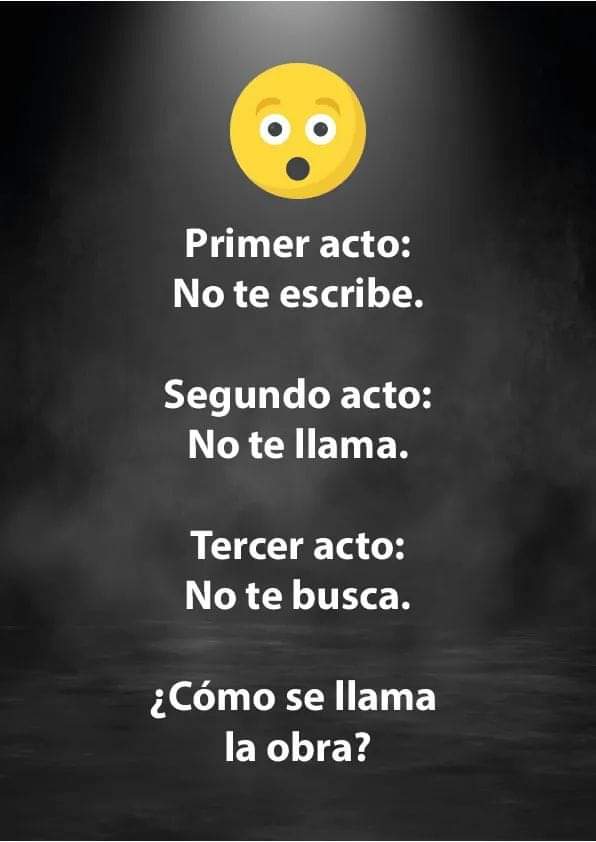 Primer acto:
No te escribe.
Segundo acto:
No te llama.
Tercer acto:
No te busca.
¿Cómo se llama
la obra?